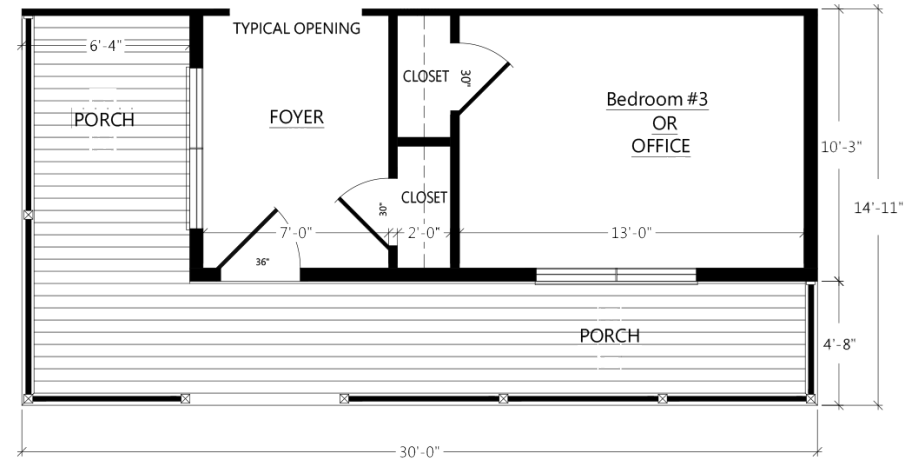 TYPICAL OPENING
6'-4"
CLOSET
30"
PORCH
FOYER
Bedroom #3
OR
OFFICE
10'-3"
14'-11"
CLOSET
30"
7'-0"
2'-0"
13'-0"
36"
PORCH
4'-8"
30'-0"